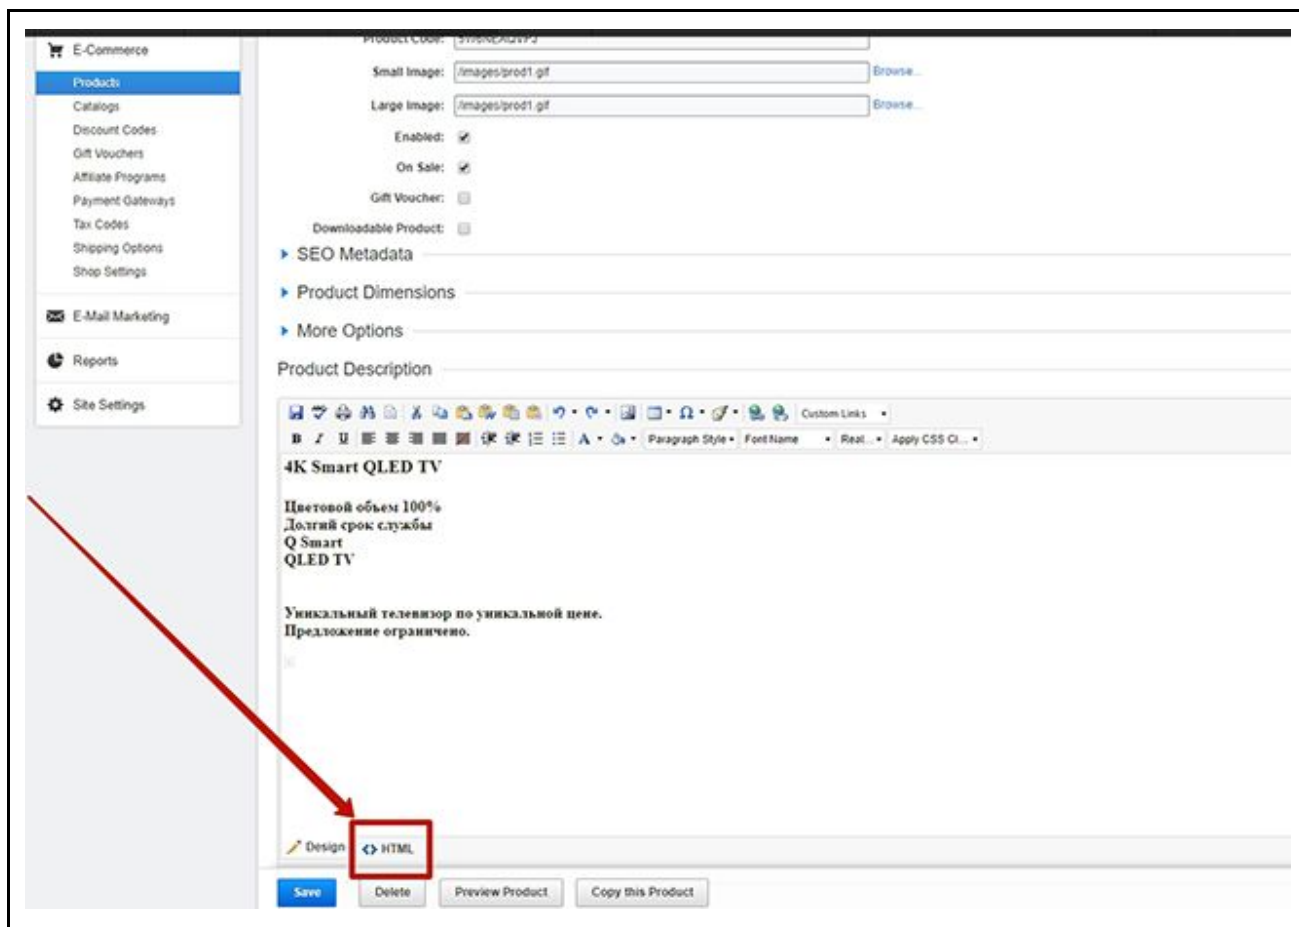 E-Commerce
Products
Catalogs
Discount Codes
Gift Vouchers
Affiliate Programs
Payment Gateways
Tax Codes
Shipping Options
Shop Settings
E-Mail Marketing
Reports
Site Settings
Product Code:
Small Image: /images/prod1.gif Browse...
Large Image: /images/prod1.gif Browse...
Enabled:
On Sale:
Gift Voucher:
Downloadable Product:
SEO Metadata
Product Dimensions
More Options
Product Description
Custom Links
B I U A Paragraph Style Font Name Real... Apply CSS Cl...
4K Smart QLED TV
Цветовой объем 100%
Долгий срок службы
Q Smart
QLED TV
Уникальный телевизор по уникальной цене.
Предложение ограничено.
Design <> HTML
Save Delete Preview Product Copy this Product